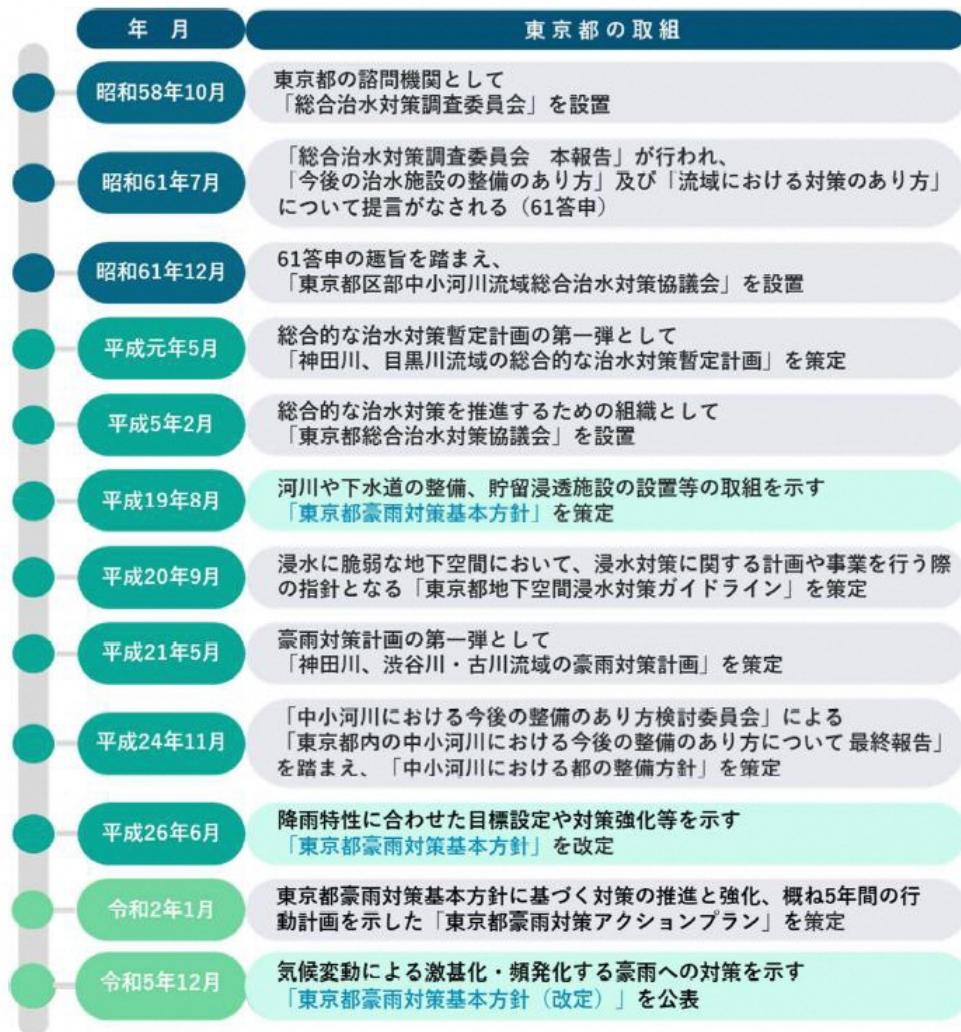 年 月
東京都の取組
昭和58年10月
東京都の諮問機関として
「総合治水対策調査委員会」を設置
昭和61年7月
「総合治水対策調査委員会　本報告」が行われ、
「今後の治水施設の整備のあり方」及び「流域における対策のあり方」
について提言がなされる（61答申）
昭和61年12月
61答申の趣旨を踏まえ、
「東京都区部中小河川流域総合治水対策協議会」を設置
平成元年5月
総合的な治水対策暫定計画の第一弾として
「神田川、目黒川流域の総合的な治水対策暫定計画」を策定
平成5年2月
総合的な治水対策を推進するための組織として
「東京都総合治水対策協議会」を設置
平成19年8月
河川や下水道の整備、貯留浸透施設の設置等の取組を示す
「東京都豪雨対策基本方針」を策定
平成20年9月
浸水に脆弱な地下空間において、浸水対策に関する計画や事業を行う際
の指針となる「東京都地下空間浸水対策ガイドライン」を策定
平成21年5月
豪雨対策計画の第一弾として
「神田川、渋谷川・古川流域の豪雨対策計画」を策定
平成24年11月
「中小河川における今後の整備のあり方検討委員会」による
「東京都内の中小河川における今後の整備のあり方について 最終報告」
を踏まえ、「中小河川における都の整備方針」を策定
平成26年6月
降雨特性に合わせた目標設定や対策強化等を示す
「東京都豪雨対策基本方針」を改定
令和2年1月
東京都豪雨対策基本方針に基づく対策の推進と強化、概ね5年間の行
動計画を示した「東京都豪雨対策アクションプラン」を策定
令和5年12月
気候変動による激甚化・頻発化する豪雨への対策を示す
「東京都豪雨対策基本方針（改定）」を公表